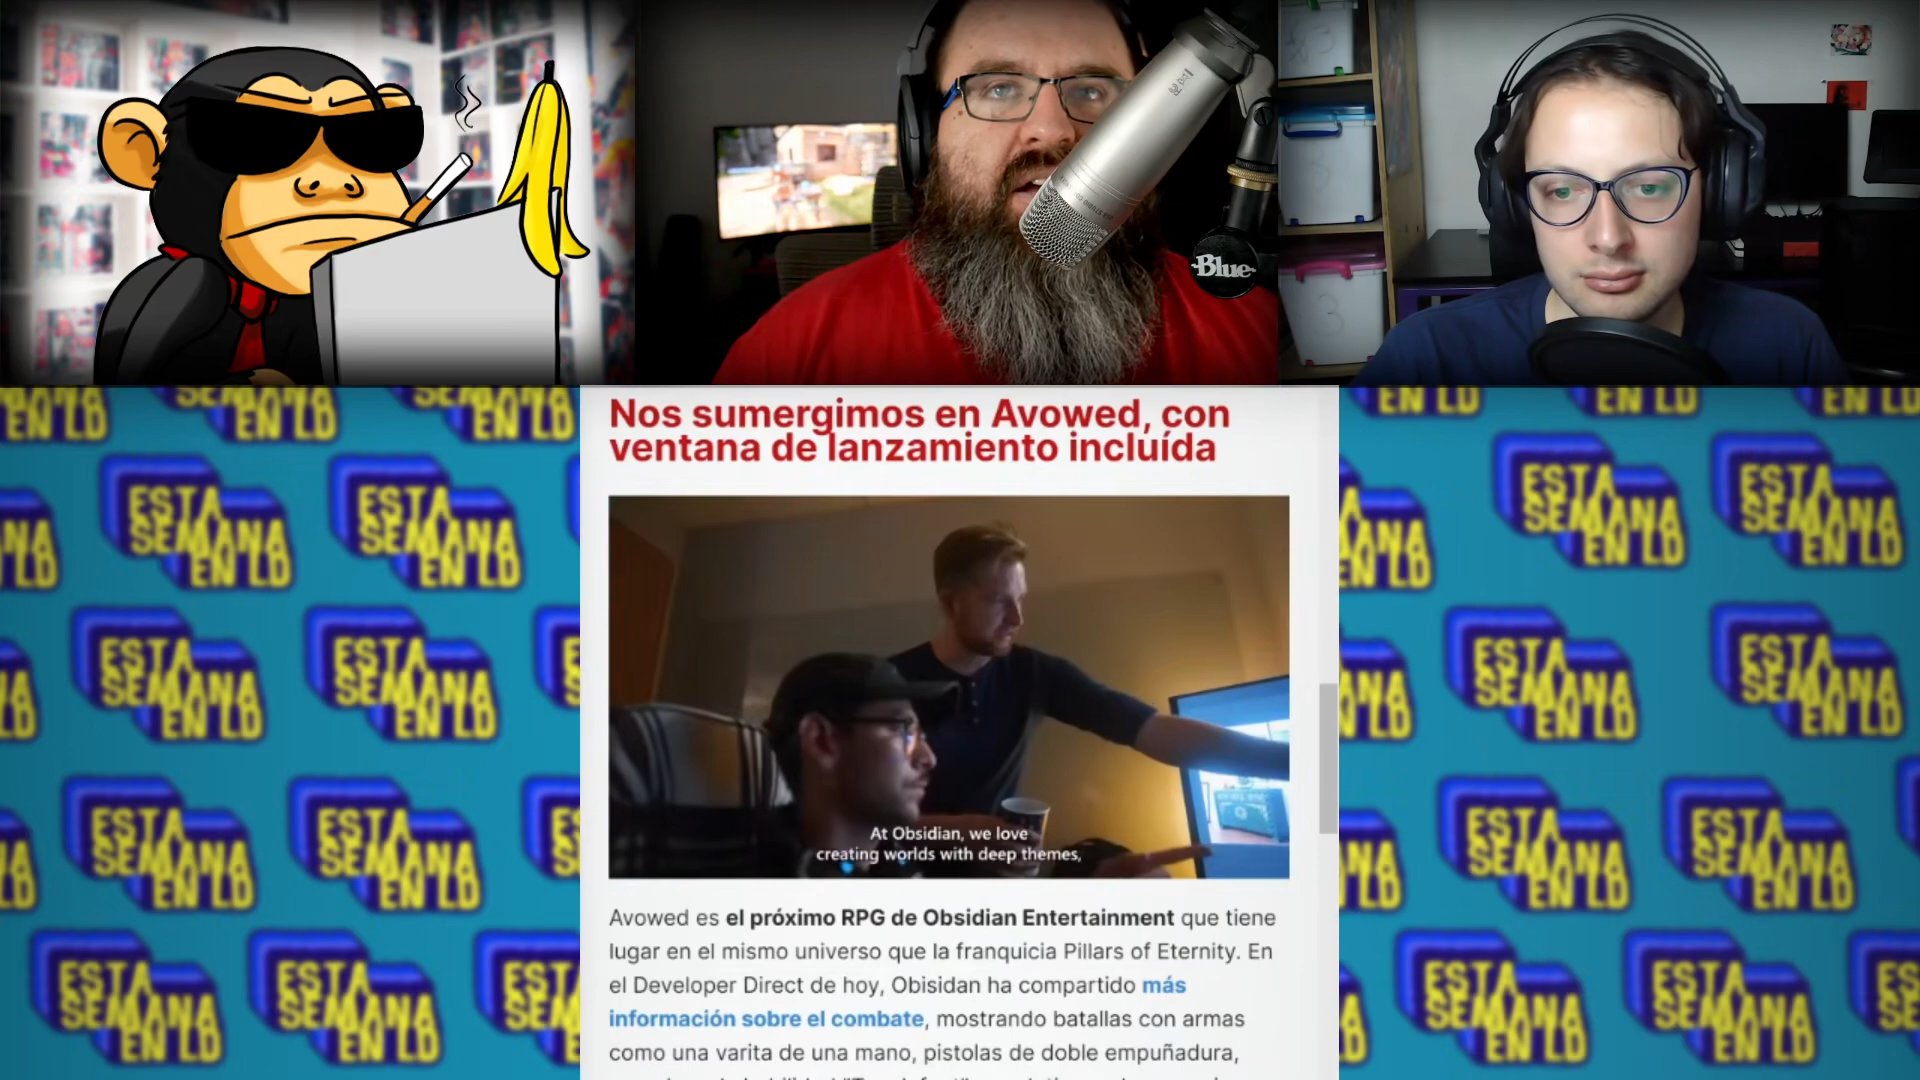 Blue
Nos sumergimos en Avowed, con
ventana de lanzamiento incluída
At Obsidian, we love
creating worlds with deep themes,
Avowed es el próximo RPG de Obsidian Entertainment que tiene
lugar en el mismo universo que la franquicia Pillars of Eternity. En
el Developer Direct de hoy, Obisidan ha compartido más
información sobre el combate, mostrando batallas con armas
como una varita de una mano, pistolas de doble empuñadura,
ESTA
SEMANA
EN LD